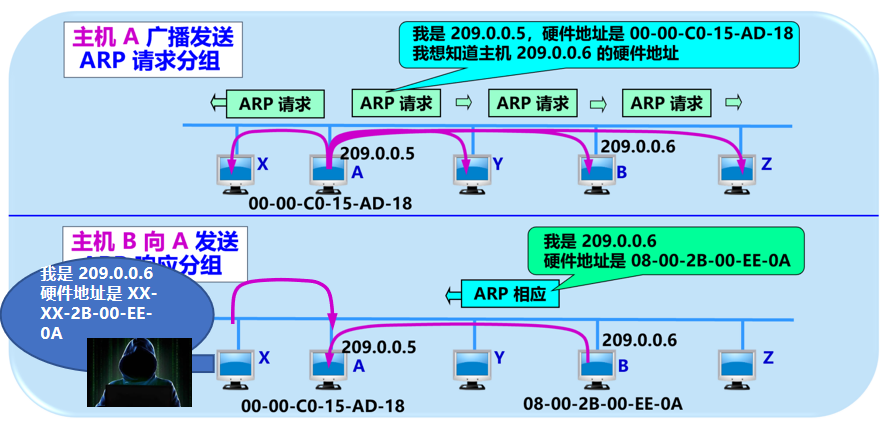 主机 A 广播发送
ARP 请求分组
我是 209.0.0.5，硬件地址是 00-00-C0-15-AD-18
我想知道主机 209.0.0.6 的硬件地址
ARP 请求
ARP 请求
ARP 请求
ARP 请求
209.0.0.5
209.0.0.6
X
A
Y
B
Z
00-00-C0-15-AD-18
主机 B 向 A 发送
响应分组
我是 209.0.0.6
硬件地址是 08-00-2B-00-EE-0A
我是 209.0.0.6
硬件地址是 XX-
XX-2B-00-EE-
0A
ARP 相应
209.0.0.5
209.0.0.6
X
A
Y
B
Z
00-00-C0-15-AD-18
08-00-2B-00-EE-0A